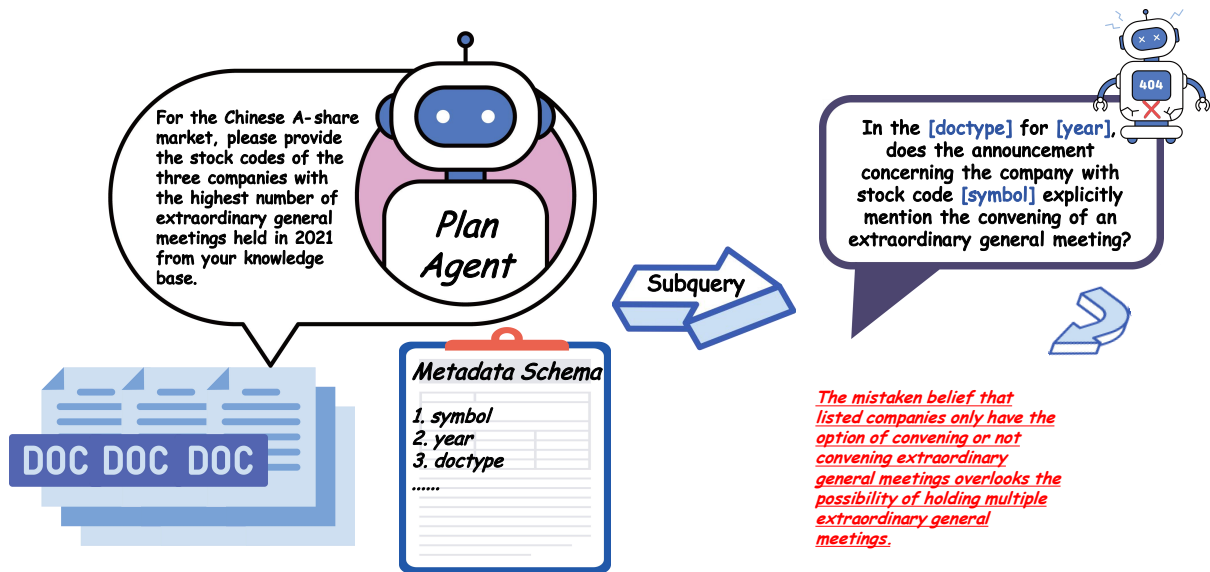 For the Chinese A-share
market, please provide
the stock codes of the
three companies with
the highest number of
extraordinary general
meetings held in 2021
from your knowledge
base.
Plan
Agent
DOC DOC DOC
Metadata Schema
1. symbol
2. year
3. doctype
......
Subquery
404
In the [doctype] for [year],
does the announcement
concerning the company with
stock code [symbol] explicitly
mention the convening of an
extraordinary general meeting?
The mistaken belief that
listed companies only have the
option of convening or not
convening extraordinary
general meetings overlooks the
possibility of holding multiple
extraordinary general
meetings.